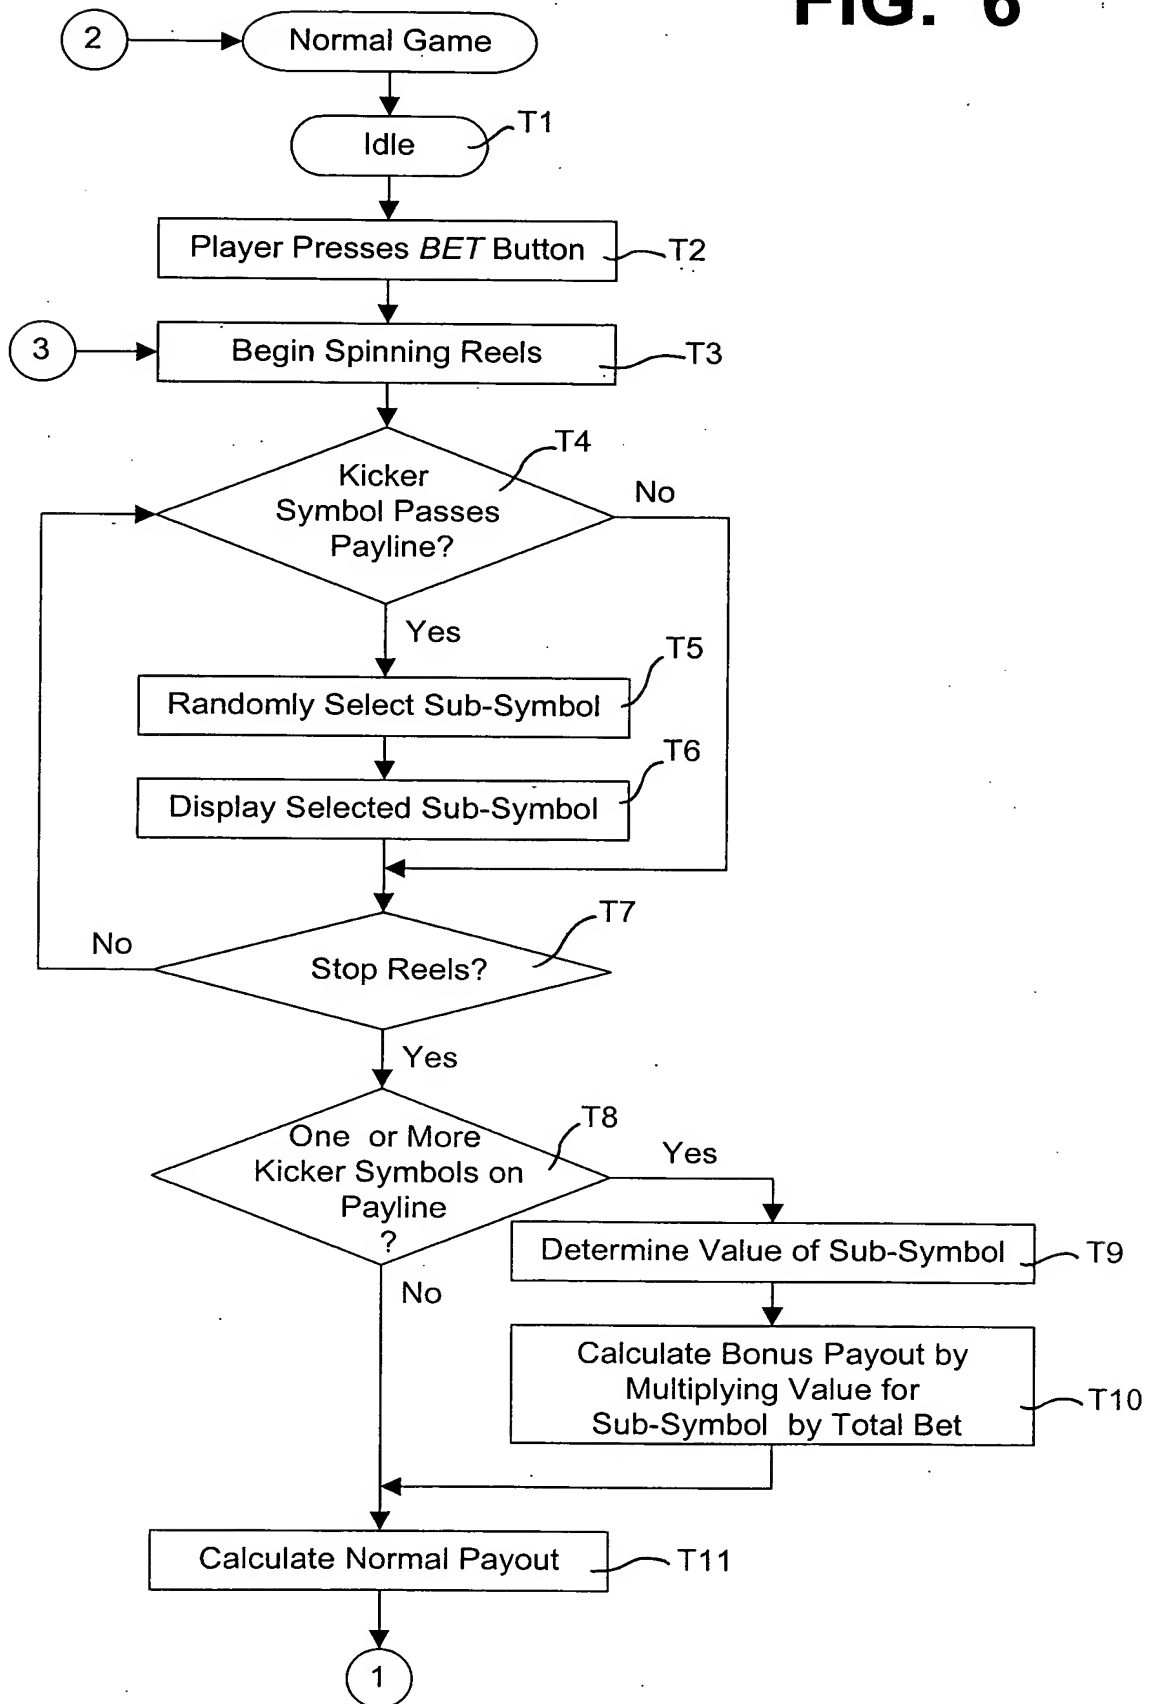 FIG. 6
2
Normal Game
Idle
T1
Player Presses BET Button
T2
3
Begin Spinning Reels
T3
T4
Kicker
Symbol Passes
Payline?
No
Yes
T5
Randomly Select Sub-Symbol
T6
Display Selected Sub-Symbol
T7
No
Stop Reels?
Yes
T8
One or More
Kicker Symbols on
Payline
?
Yes
No
Determine Value of Sub-Symbol
T9
Calculate Bonus Payout by
Multiplying Value for
Sub-Symbol by Total Bet
T10
Calculate Normal Payout
T11
1